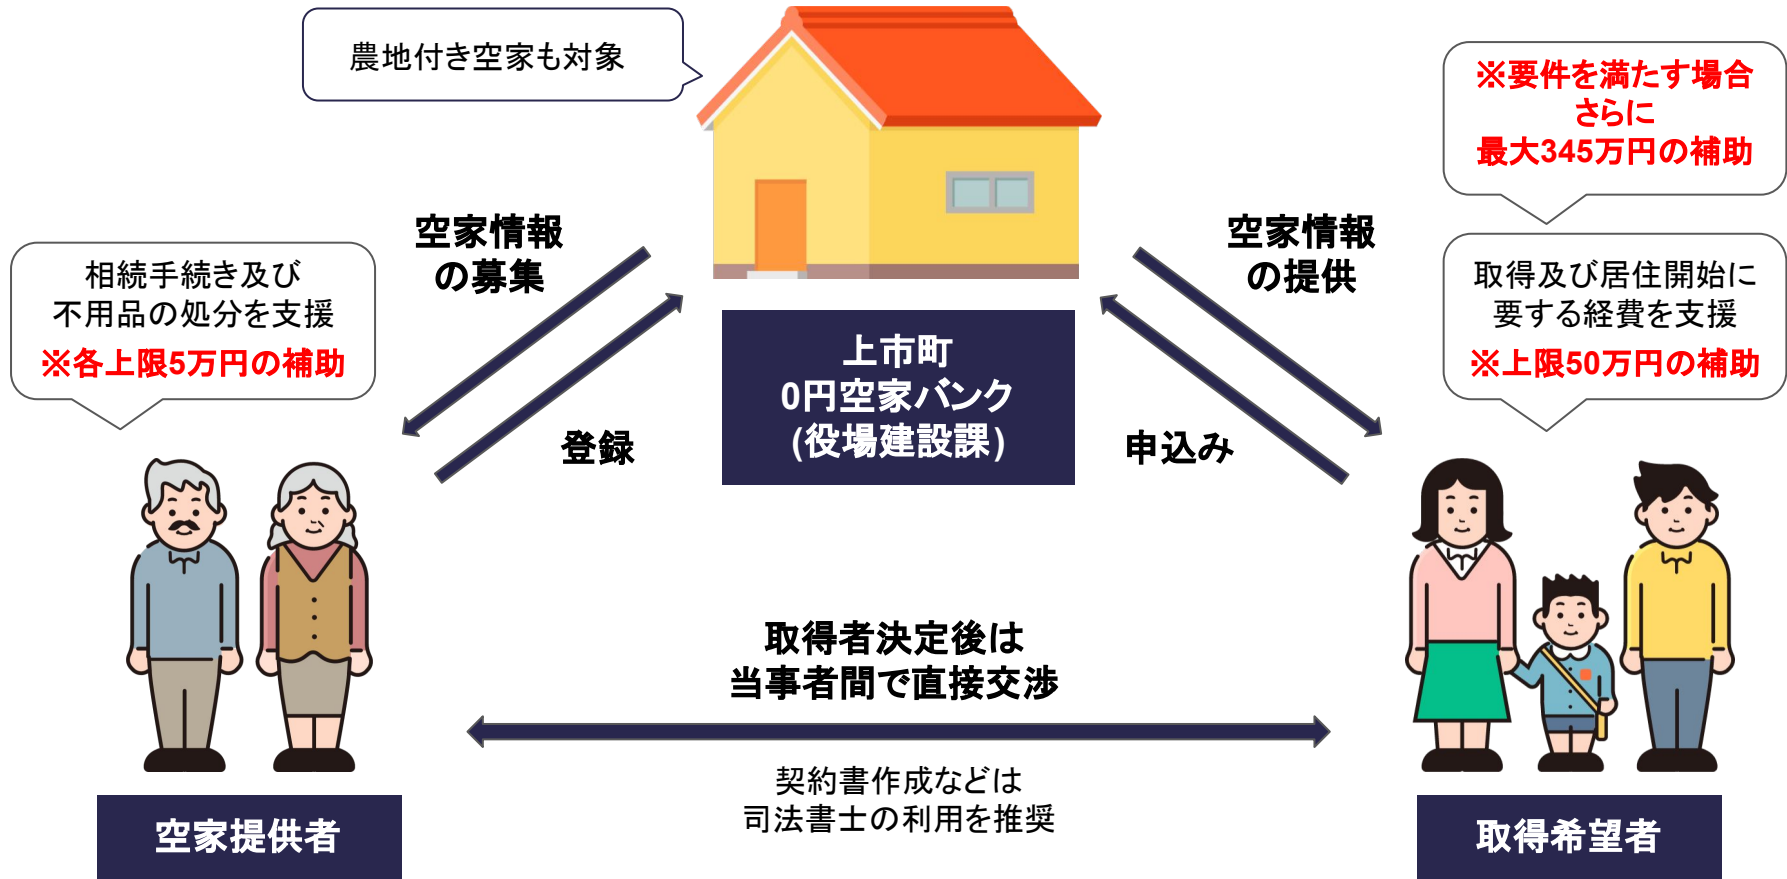 農地付き空家も対象
※要件を満たす場合
さらに
最大345万円の補助
空家情報
の募集
空家情報
の提供
相続手続き及び
不用品の処分を支援
※各上限5万円の補助
取得及び居住開始に
要する経費を支援
※上限50万円の補助
上市町
0円空家バンク
(役場建設課)
登録
申込み
取得者決定後は
当事者間で直接交渉
契約書作成などは
司法書士の利用を推奨
空家提供者
取得希望者